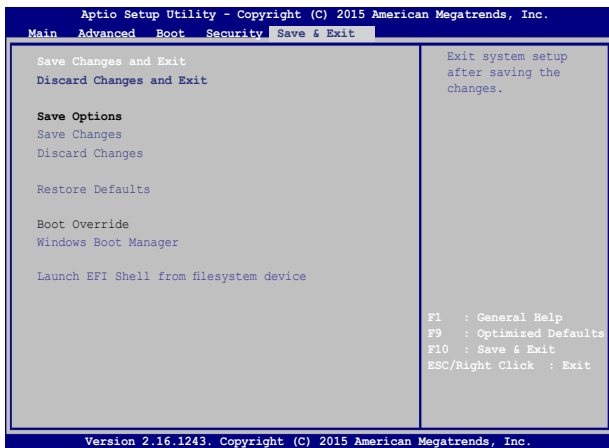 Aptio Setup Utility - Copyright (C) 2015 American Megatrends, Inc.
Main Advanced Boot Security Save & Exit
Save Changes and Exit
Discard Changes and Exit
Save Options
Save Changes
Discard Changes
Restore Defaults
Boot Override
Windows Boot Manager
Launch EFI Shell from filesystem device
Exit system setup
after saving the
changes.
F1 : General Help
F9 : Optimized Defaults
F10 : Save & Exit
ESC/Right Click : Exit
Version 2.16.1243. Copyright (C) 2015 American Megatrends, Inc.